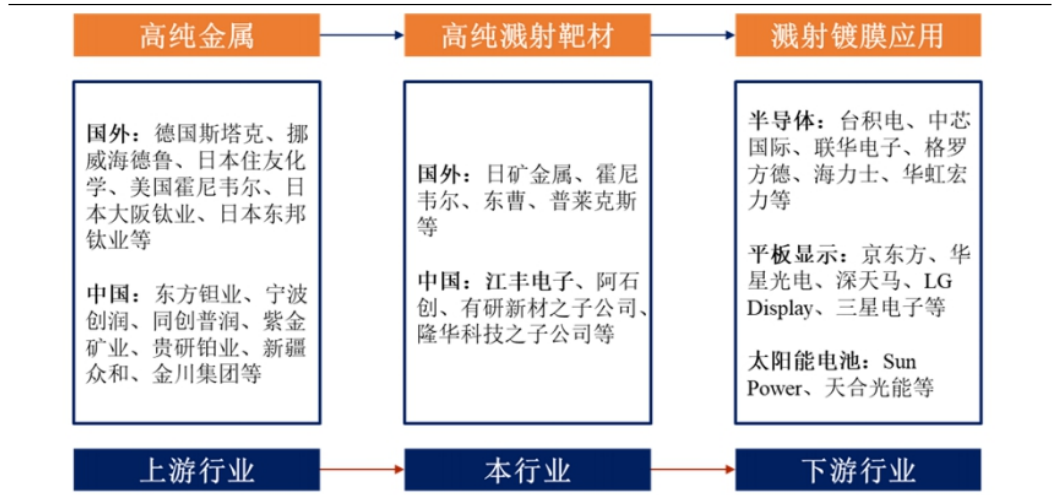 高纯金属
高纯溅射靶材
溅射镀膜应用
国外：德国斯塔克、挪
威海德鲁、日本住友化
学、美国霍尼韦尔、日
本大阪钛业、日本东邦
钛业等
中国：东方钽业、宁波
创润、同创普润、紫金
矿业、贵研铂业、新疆
众和、金川集团等
国外：日矿金属、霍尼
韦尔、东曹、普莱克斯
等
中国：江丰电子、阿石
创、有研新材之子公司、
隆华科技之子公司等
半导体：台积电、中芯
国际、联华电子、格罗
方德、海力士、华虹宏
力等
平板显示：京东方、华
星光电、深天马、LG
Display、三星电子等
太阳能电池：Sun
Power、天合光能等
上游行业
本行业
下游行业